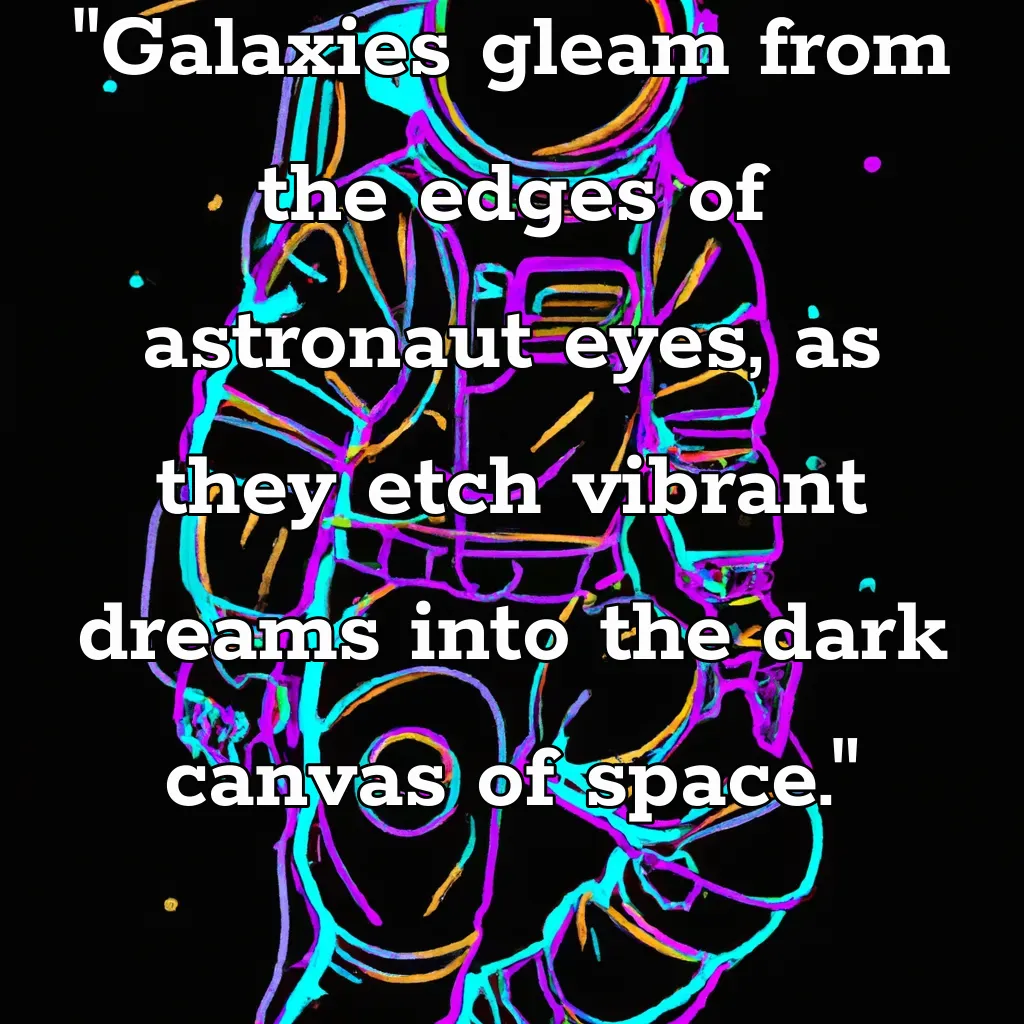 "Galaxies gleam from
the edges of
astronaut eyes, as
they etch vibrant
dreams into the dark
canvas of space."